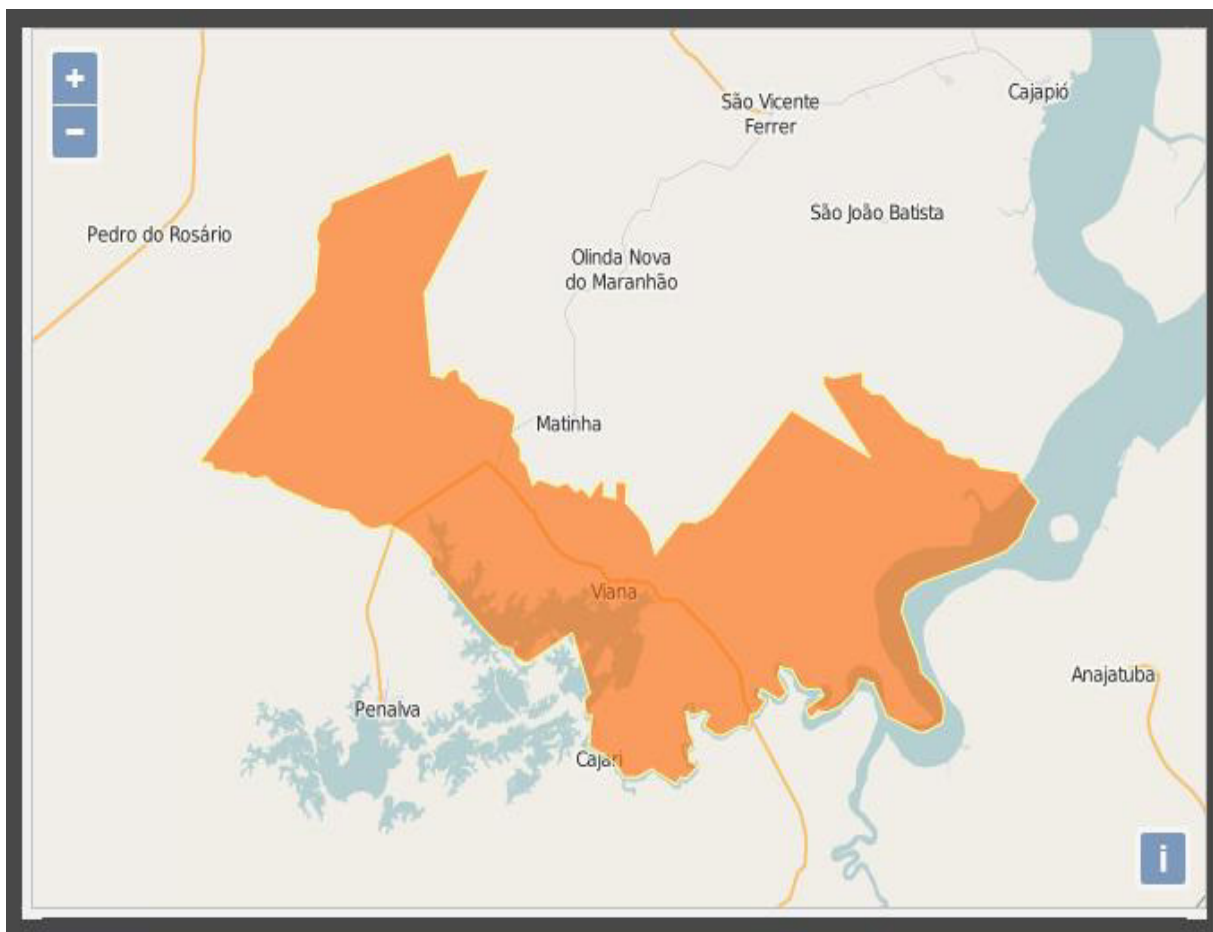 +
−
São Vicente
Ferrer
Cajapió
Pedro do Rosário
São João Batista
Olinda Nova
do Maranhão
Matinha
Viana
Anajatuba
Penalva
Cajari
i